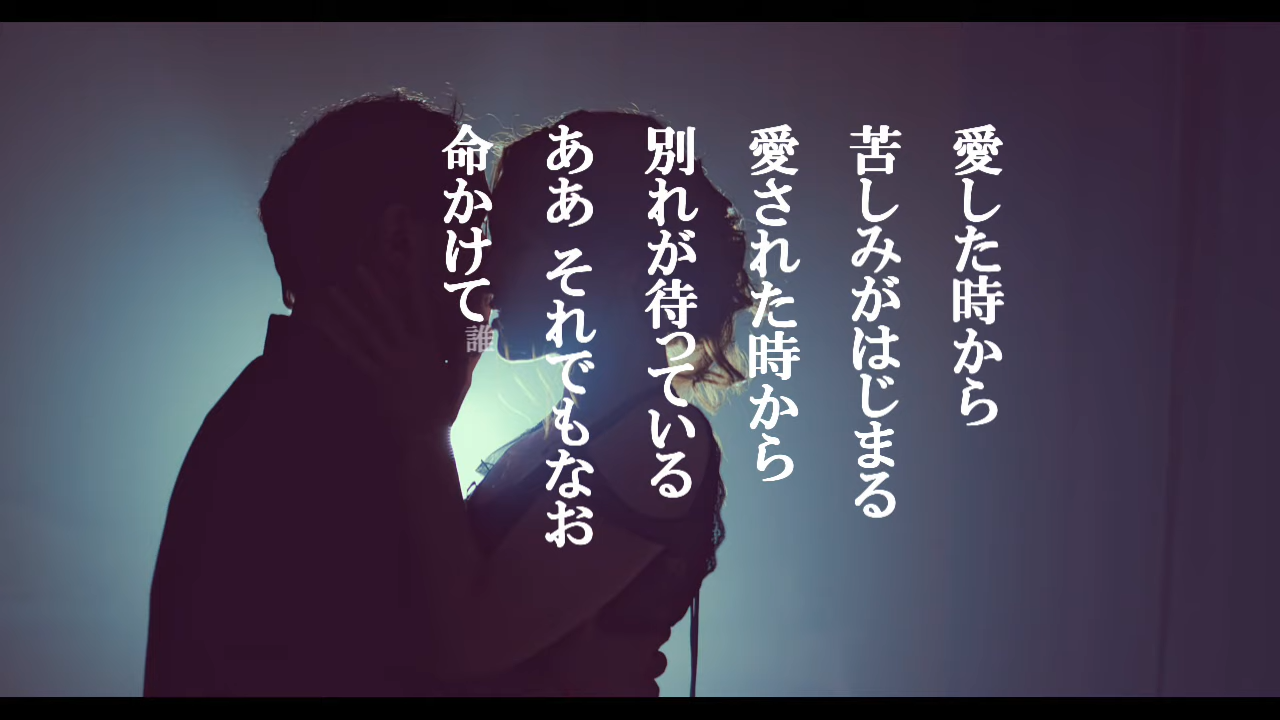 愛した時から
苦しみがはじまる
愛された時から
別れが待っている
ああ それでもなお
命かけて誰